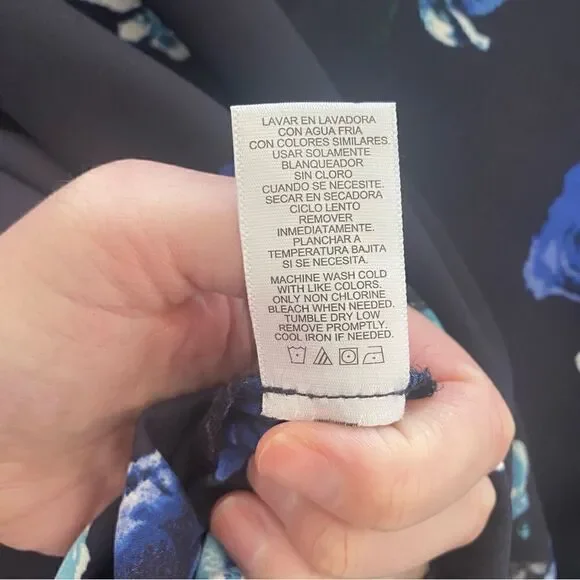 LAVAR EN LAVADORA
CON AGUA FRIA
CON COLORES SIMILARES.
USAR SOLAMENTE
BLANQUEADOR
SIN CLORO
CUANDO SE NECESITE.
SECAR EN SECADORA
CICLO LENTO
REMOVER
INMEDIATAMENTE.
PLANCHAR A
TEMPERATURA BAJITA
SI SE NECESITA.
MACHINE WASH COLD
WITH LIKE COLORS.
ONLY NON CHLORINE
BLEACH WHEN NEEDED.
TUMBLE DRY LOW
REMOVE PROMPTLY.
COOL IRON IF NEEDED.